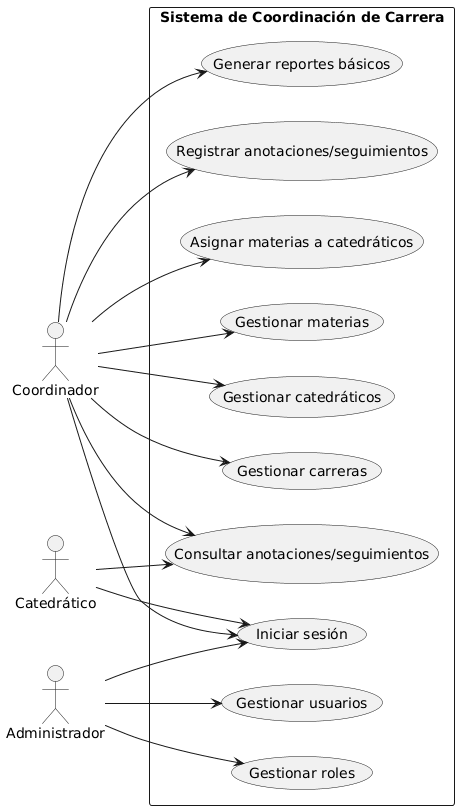 Sistema de Coordinación de Carrera
Generar reportes básicos
Registrar anotaciones/seguimientos
Asignar materias a catedráticos
Gestionar materias
Coordinador
Gestionar catedráticos
Gestionar carreras
Consultar anotaciones/seguimientos
Catedrático
Iniciar sesión
Gestionar usuarios
Administrador
Gestionar roles